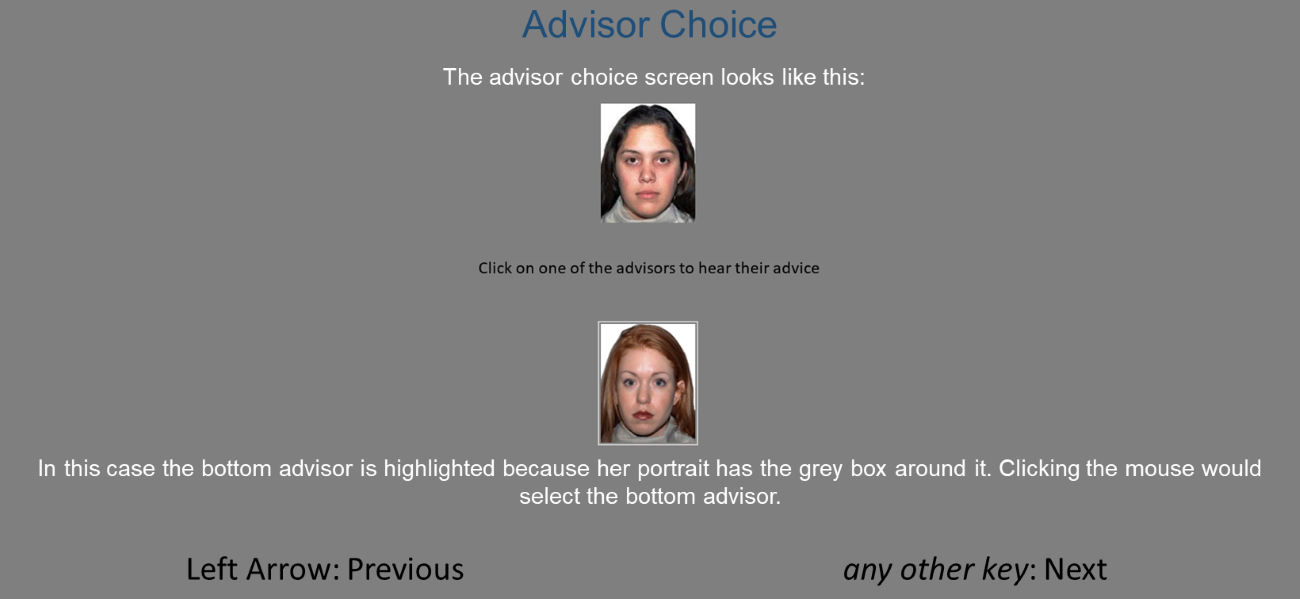 Advisor Choice
The advisor choice screen looks like this:
Click on one of the advisors to hear their advice
In this case the bottom advisor is highlighted because her portrait has the grey box around it. Clicking the mouse would
select the bottom advisor.
Left Arrow: Previous
any other key: Next